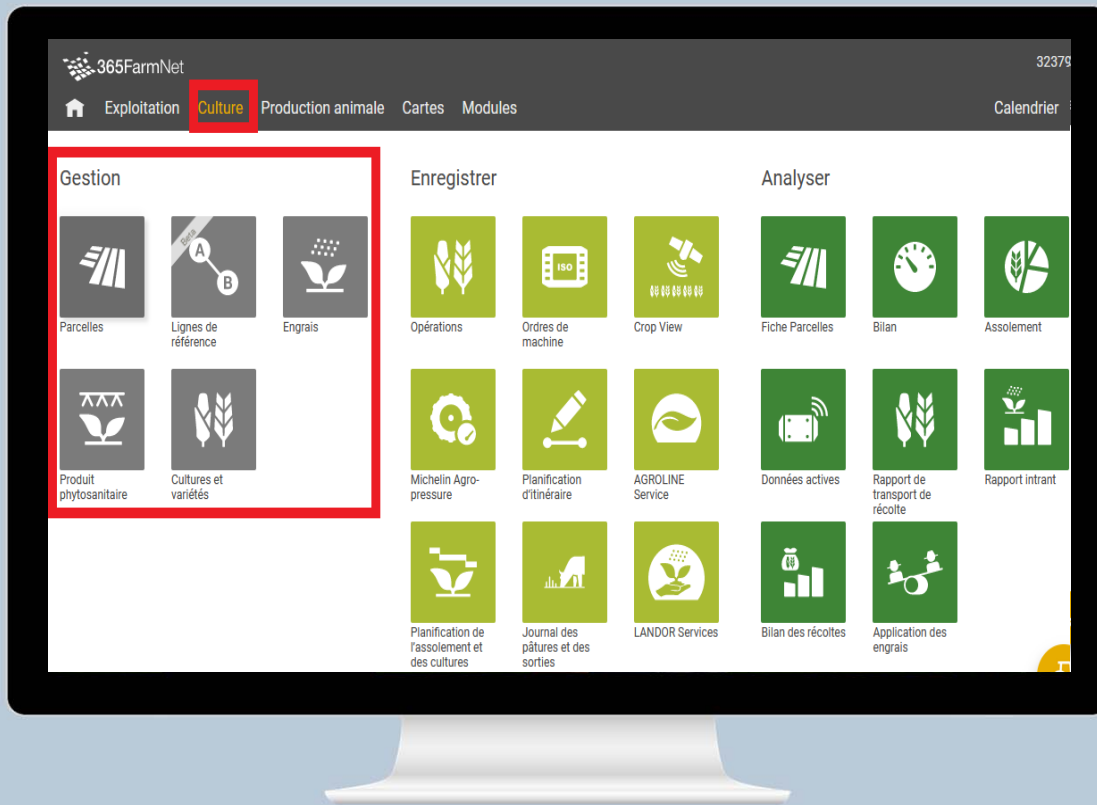 365FarmNet
32379
Exploitation Culture Production animale Cartes Modules
Calendrier
Gestion
Parcelles
Beta
A
B
Lignes de
référence
Engrais
Produit
phytosanitaire
Cultures et
variétés
Enregistrer
Opérations
ISO
Ordres de
machine
Crop View
Michelin Agro-
pressure
Planification
d'itinéraire
AGROLINE
Service
Planification de
l'assolement et
des cultures
Journal des
pâtures et des
sorties
LANDOR Services
Analyser
Fiche Parcelles
Bilan
Assolement
Données actives
Rapport de
transport de
récolte
Rapport intrant
Bilan des récoltes
Application des
engrais